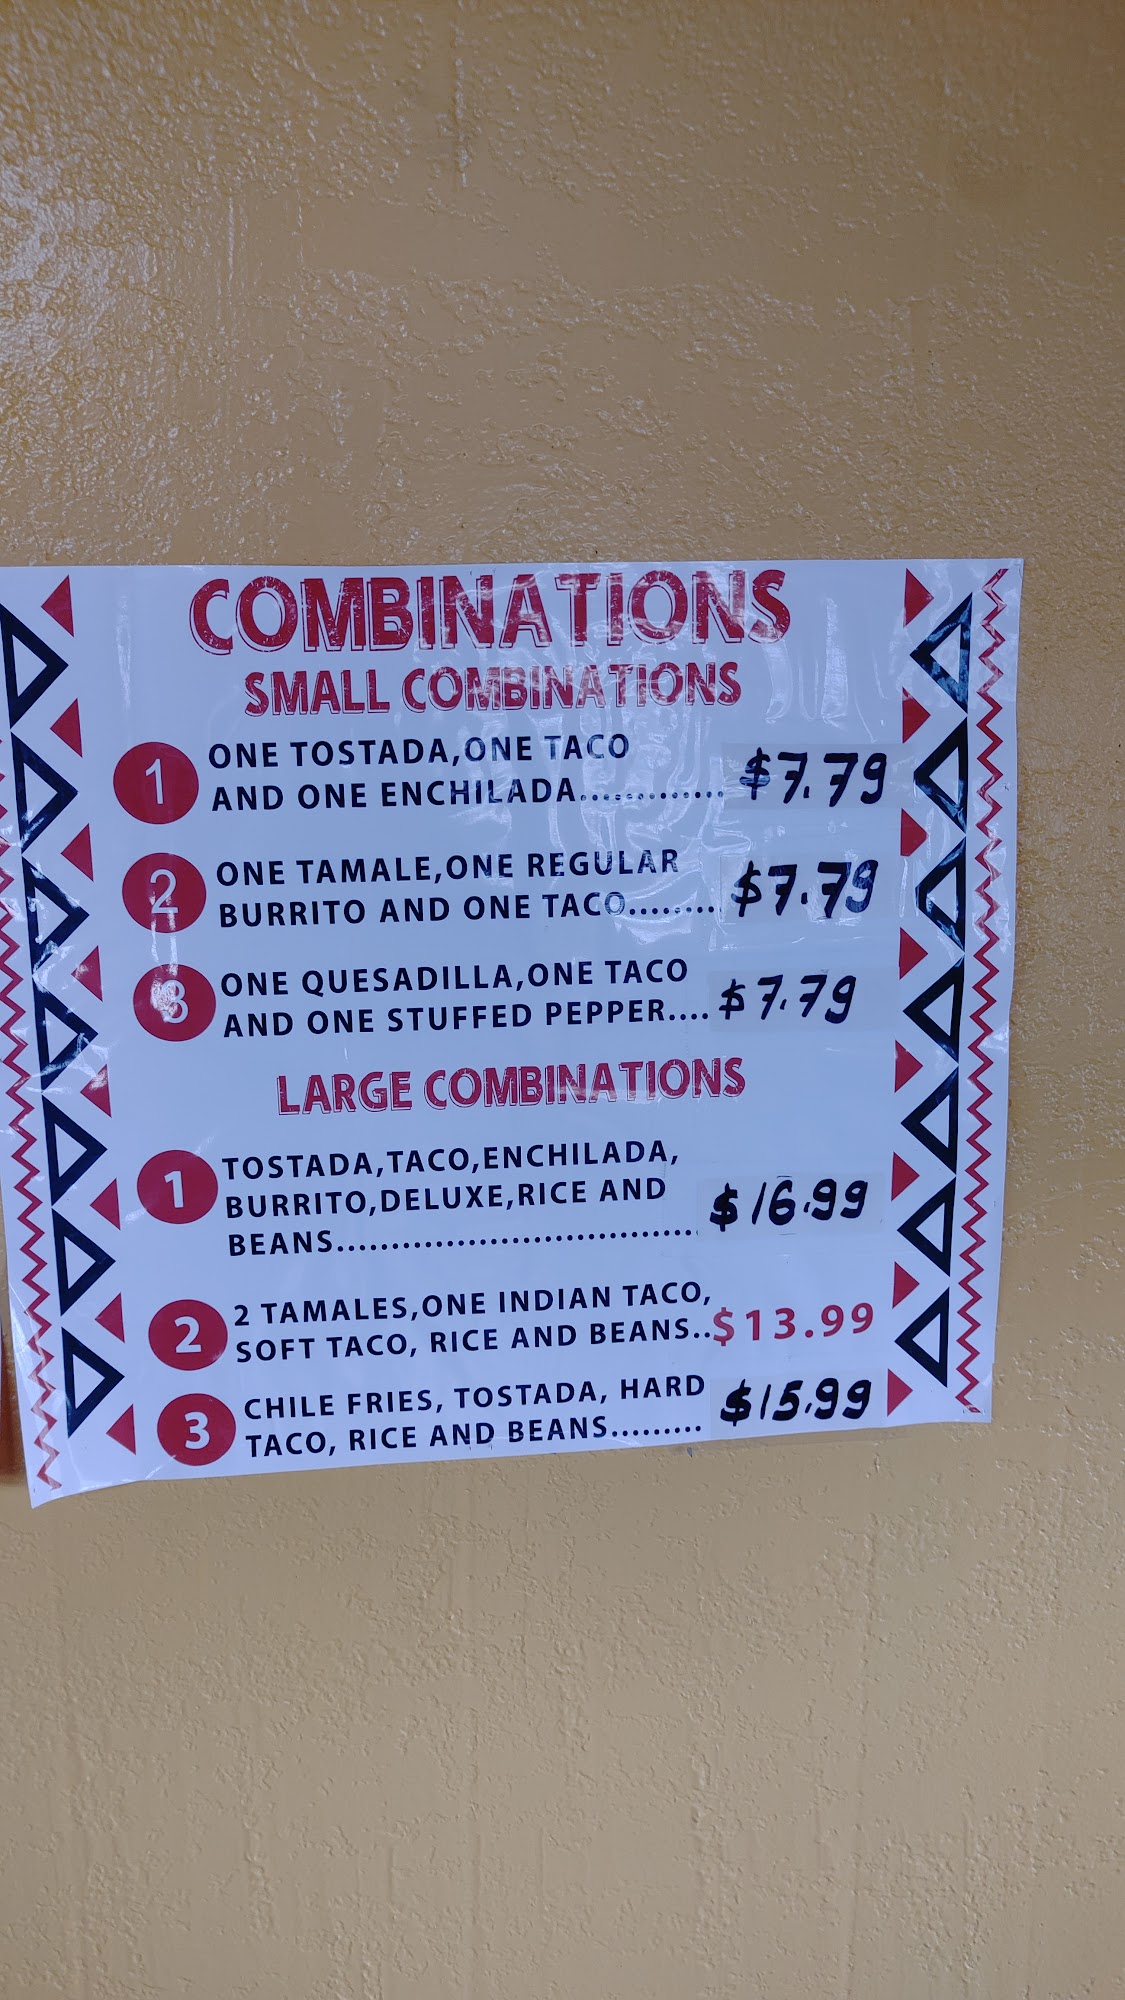 COMBINATIONS
SMALL COMBINATIONS
1 ONE TOSTADA,ONE TACO
AND ONE ENCHILADA............. $7.79
2 ONE TAMALE,ONE REGULAR
BURRITO AND ONE TACO......... $7.79
3 ONE QUESADILLA,ONE TACO
AND ONE STUFFED PEPPER.... $7.79
LARGE COMBINATIONS
1 TOSTADA,TACO,ENCHILADA,
BURRITO,DELUXE,RICE AND
BEANS.................................. $16.99
2 2 TAMALES,ONE INDIAN TACO,
SOFT TACO, RICE AND BEANS..$13.99
3 CHILE FRIES, TOSTADA, HARD
TACO, RICE AND BEANS......... $15.99